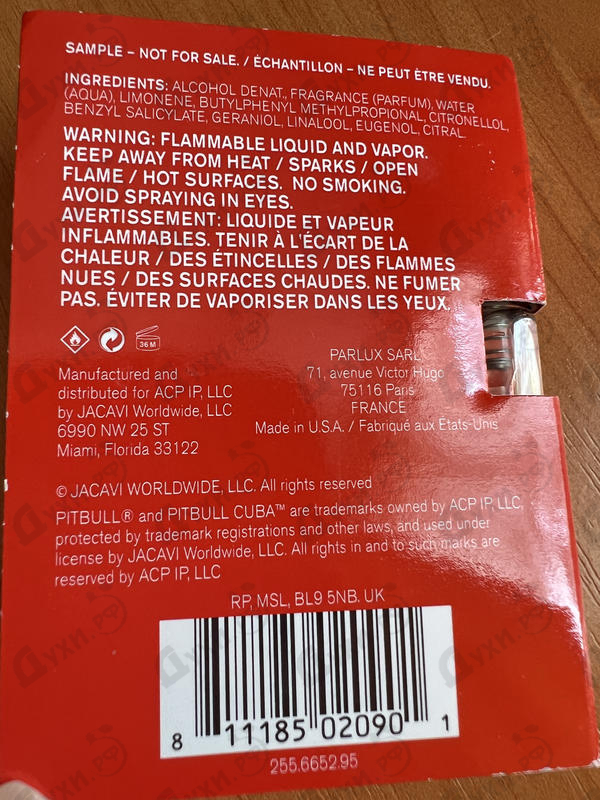 SAMPLE – NOT FOR SALE. / ÉCHANTILLON – NE PEUT ÊTRE VENDU.
INGREDIENTS: ALCOHOL DENAT., FRAGRANCE (PARFUM), WATER
(AQUA), LIMONENE, BUTYLPHENYL METHYLPROPIONAL, CITRONELLOL,
BENZYL SALICYLATE, GERANIOL, LINALOOL, EUGENOL, CITRAL.
WARNING: FLAMMABLE LIQUID AND VAPOR.
KEEP AWAY FROM HEAT / SPARKS / OPEN
FLAME / HOT SURFACES. NO SMOKING.
AVOID SPRAYING IN EYES.
AVERTISSEMENT: LIQUIDE ET VAPEUR
INFLAMMABLES. TENIR À L'ÉCART DE LA
CHALEUR / DES ÉTINCELLES / DES FLAMMES
NUES / DES SURFACES CHAUDES. NE FUMER
PAS. ÉVITER DE VAPORISER DANS LES YEUX.
36 M
Manufactured and
distributed for ACP IP, LLC
by JACAVI Worldwide, LLC
6990 NW 25 ST
Miami, Florida 33122
PARLUX SARL
71, avenue Victor Hugo
75116 Paris
FRANCE
Made in U.S.A. / Fabriqué aux États-Unis
© JACAVI WORLDWIDE, LLC. All rights reserved
PITBULL® and PITBULL CUBA™ are trademarks owned by ACP IP, LLC,
protected by trademark registrations and other laws, and used under
license by JACAVI Worldwide, LLC. All rights in and to such marks are
reserved by ACP IP, LLC
RP, MSL, BL9 5NB. UK
8 11185 02090 1
255.6652.95
Духи.рф